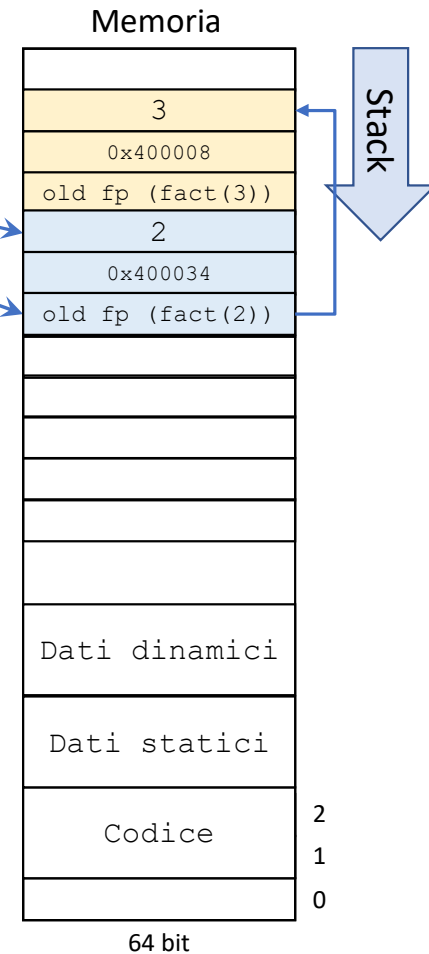 Memoria
Stack
3
0x400008
old fp (fact(3))
2
0x400034
old fp (fact(2))
Dati dinamici
Dati statici
Codice
2
1
0
64 bit